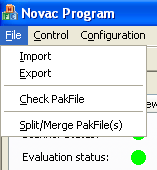 Novac Program
File Control Configuration
Import
Export
Check PakFile
Split/Merge PakFile(s)
Evaluation status: